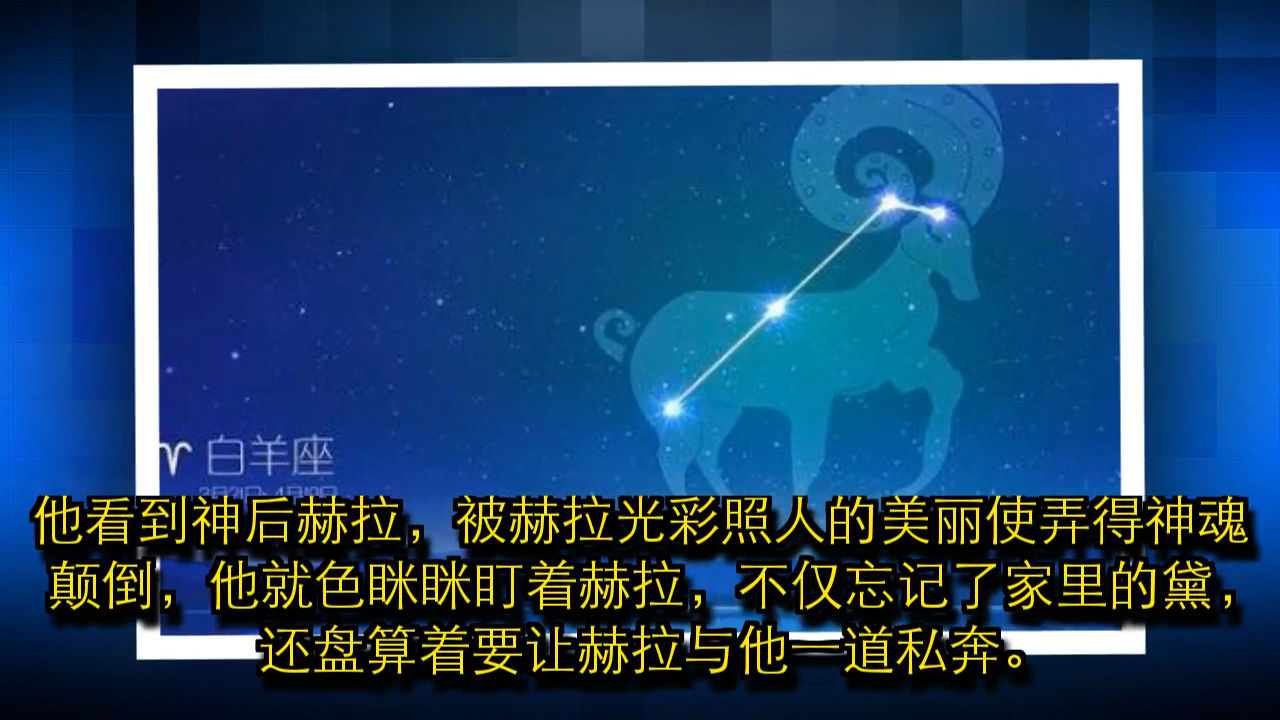 ♈ 白羊座
他看到神后赫拉，被赫拉光彩照人的美丽使弄得神魂
颠倒，他就色眯眯盯着赫拉，不仅忘记了家里的黛，
还盘算着要让赫拉与他一道私奔。